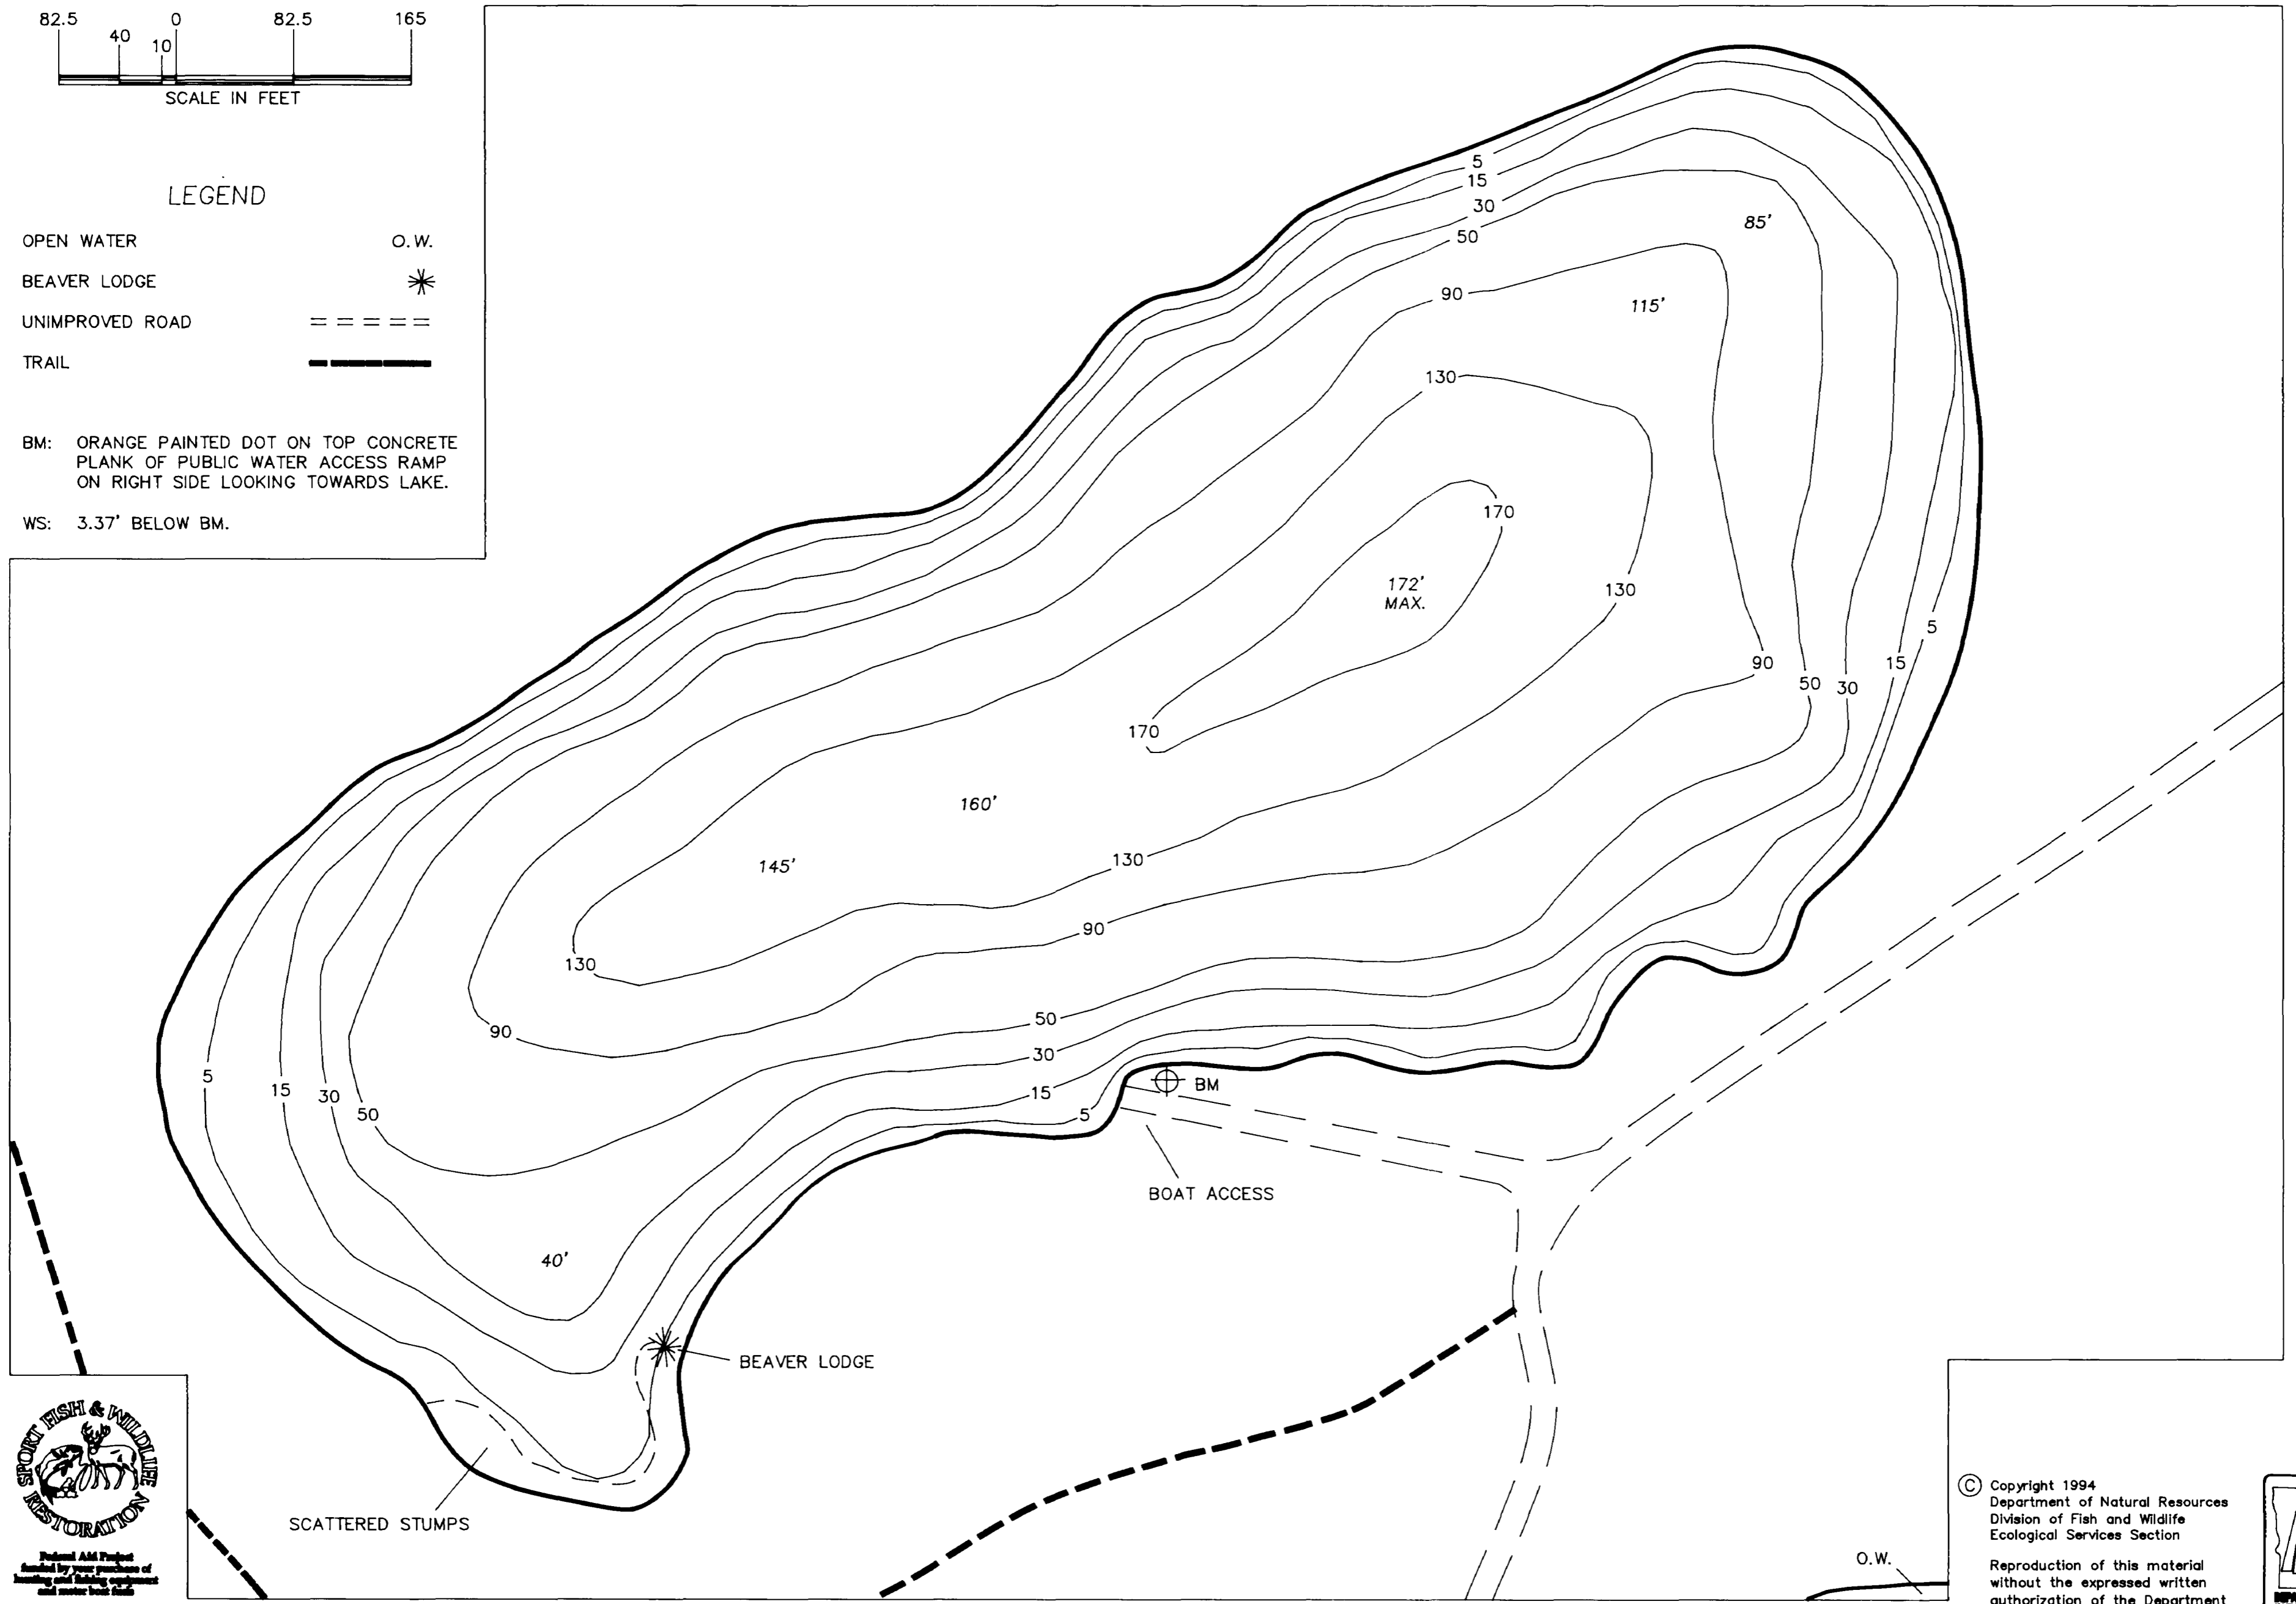 82.5 0 82.5 165
40
10
SCALE IN FEET
LEGEND
OPEN WATER O.W.
BEAVER LODGE
UNIMPROVED ROAD
TRAIL
BM: ORANGE PAINTED DOT ON TOP CONCRETE
PLANK OF PUBLIC WATER ACCESS RAMP
ON RIGHT SIDE LOOKING TOWARDS LAKE.
WS: 3.37' BELOW BM.
5
15
30
50
85'
90
115'
130
170
172'
MAX.
130
5
90
15
50
30
170
160'
130
145'
90
130
50
90
30
5
15
30
50
15
5
BM
BOAT ACCESS
40'
BEAVER LODGE
SCATTERED STUMPS
SPORT FISH & WILDLIFE
RESTORATION
Federal Aid Project
funded by your purchase of
hunting and fishing equipment
and motor boat fuels
O.W.
© Copyright 1994
Department of Natural Resources
Division of Fish and Wildlife
Ecological Services Section
Reproduction of this material
without the expressed written
authorization of the Department